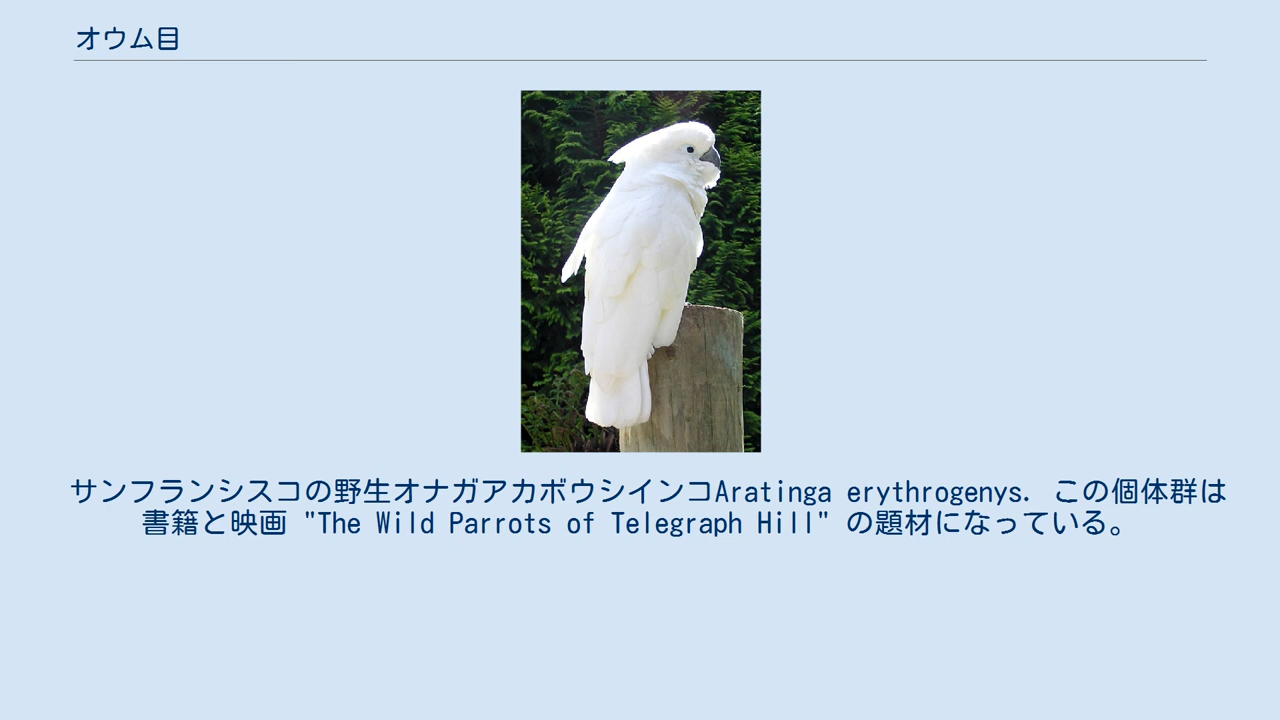 オウム目
サンフランシスコの野生オナガアカボウシインコAratinga erythrogenys. この個体群は
書籍と映画 "The Wild Parrots of Telegraph Hill" の題材になっている。